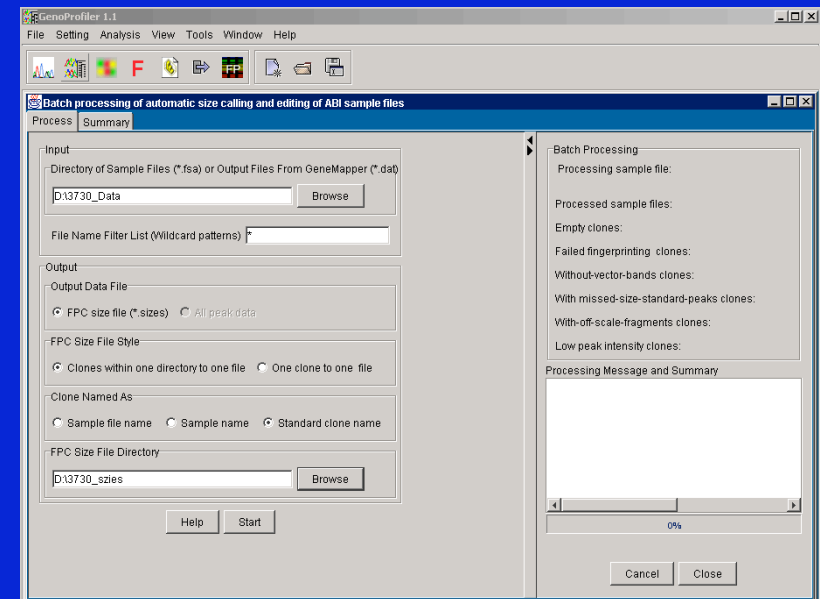 GenoProfiler 1.1
File Setting Analysis View Tools Window Help
F
FP
Batch processing of automatic size calling and editing of ABI sample files
Process Summary
Input
Directory of Sample Files (*.fsa) or Output Files From GeneMapper (*.dat)
D:\3730_Data Browse
File Name Filter List (Wildcard patterns) *
Output
Output Data File
FPC size file (*.sizes) All peak data
FPC Size File Style
Clones within one directory to one file One clone to one file
Clone Named As
Sample file name Sample name Standard clone name
FPC Size File Directory
D:\3730_szies Browse
Help Start
Batch Processing
Processing sample file:
Processed sample files:
Empty clones:
Failed fingerprinting clones:
Without-vector-bands clones:
With missed-size-standard-peaks clones:
With-off-scale-fragments clones:
Low peak intensity clones:
Processing Message and Summary
0%
Cancel Close